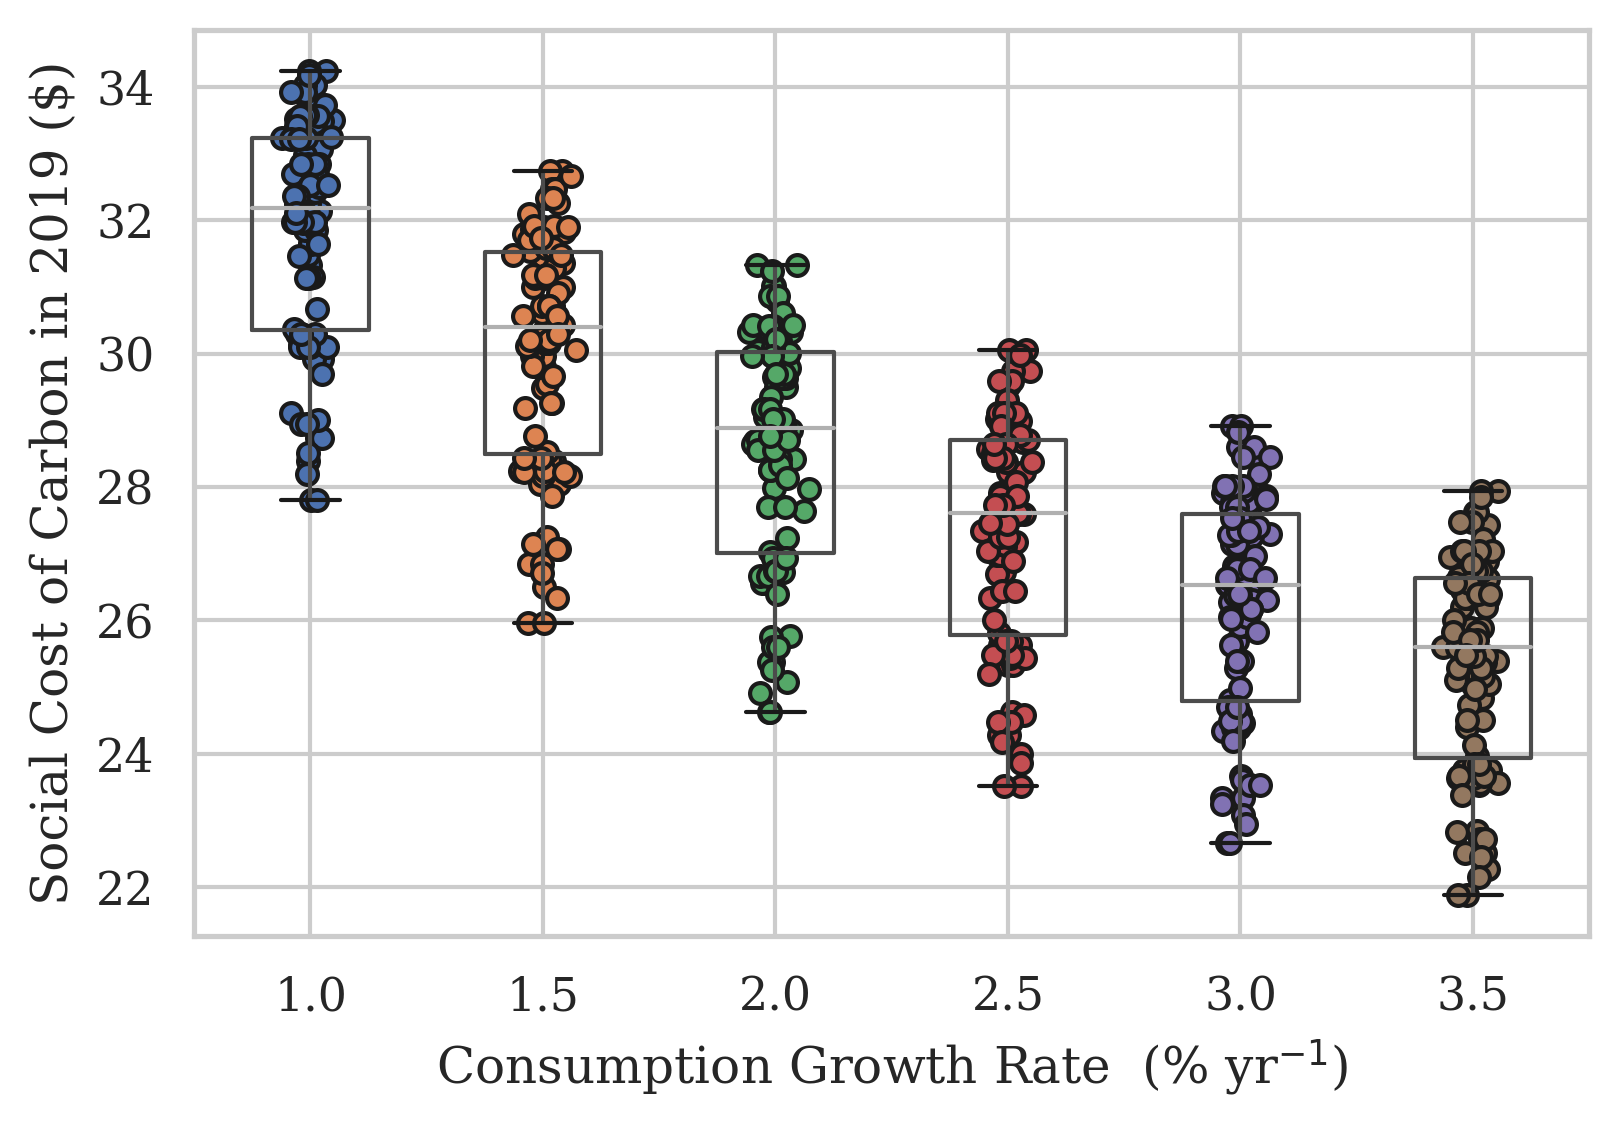 Social Cost of Carbon in 2019 ($)
34
32
30
28
26
24
22
1.0 1.5 2.0 2.5 3.0 3.5
Consumption Growth Rate (% yr⁻¹)